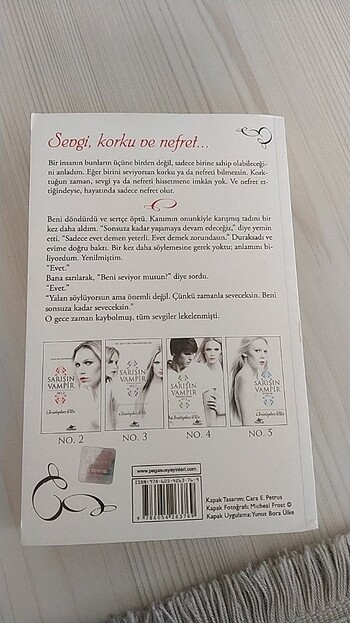 Sevgi, korku ve nefret...
Bir insanın bunların üçüne birden değil, sadece birine sahip olabileceği-
ni anladım. Eğer birini seviyorsan korku ya da nefreti bilmezsin. Kork-
tuğun zaman, sevgi ya da nefreti hissetmene imkân yok. Ve nefret et-
tiğindeyse, hayatında sadece nefret olur.
Beni döndürdü ve sertçe öptü. Kanımın onunkiyle karışmış tadını bir
kez daha aldım. "Sonsuza kadar yaşamaya devam edeceğiz," diye yemin
etti. "Sadece evet demen yeterli. Evet demek zorundasın." Duraksadı ve
evime doğru baktı. Bir kez daha söylemesine gerek yoktu; anlamını bi-
liyordum. Yenilmiştim.
"Evet."
Bana sarılarak, "Beni seviyor musun?" diye sordu.
"Evet."
"Yalan söylüyorsun ama önemli değil. Çünkü zamanla seveceksin. Beni
sonsuza kadar seveceksin."
O gece zaman kaybolmuş, tüm sevgiler lekelenmişti.
SARIŞIN
VAMPİR
SARIŞIN
VAMPİR
SARIŞIN
VAMPİR
SARIŞIN
VAMPİR
NO. 2
NO. 3
NO. 4
NO. 5
www.pegasusyayinlari.com
Kapak Tasarım: Cara E. Petrus
Kapak Fotoğrafı: Micheal Frost ©
Kapak Uygulama: Yunus Bora Ülke